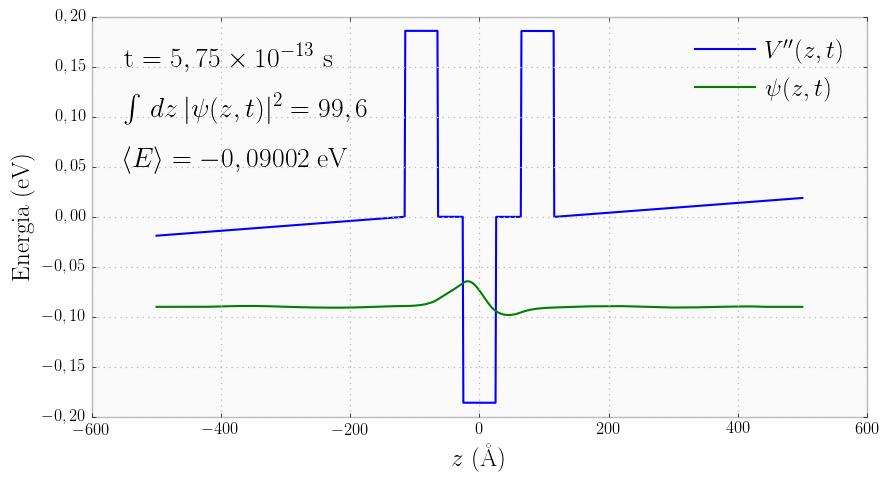 t = 5,75 × 10⁻¹³ s
∫ dz |ψ(z,t)|² = 99,6
⟨E⟩ = −0,09002 eV
V''(z,t)
ψ(z,t)
Energia (eV)
0,20
0,15
0,10
0,05
0,00
−0,05
−0,10
−0,15
−0,20
−600 −400 −200 0 200 400 600
z (Å)